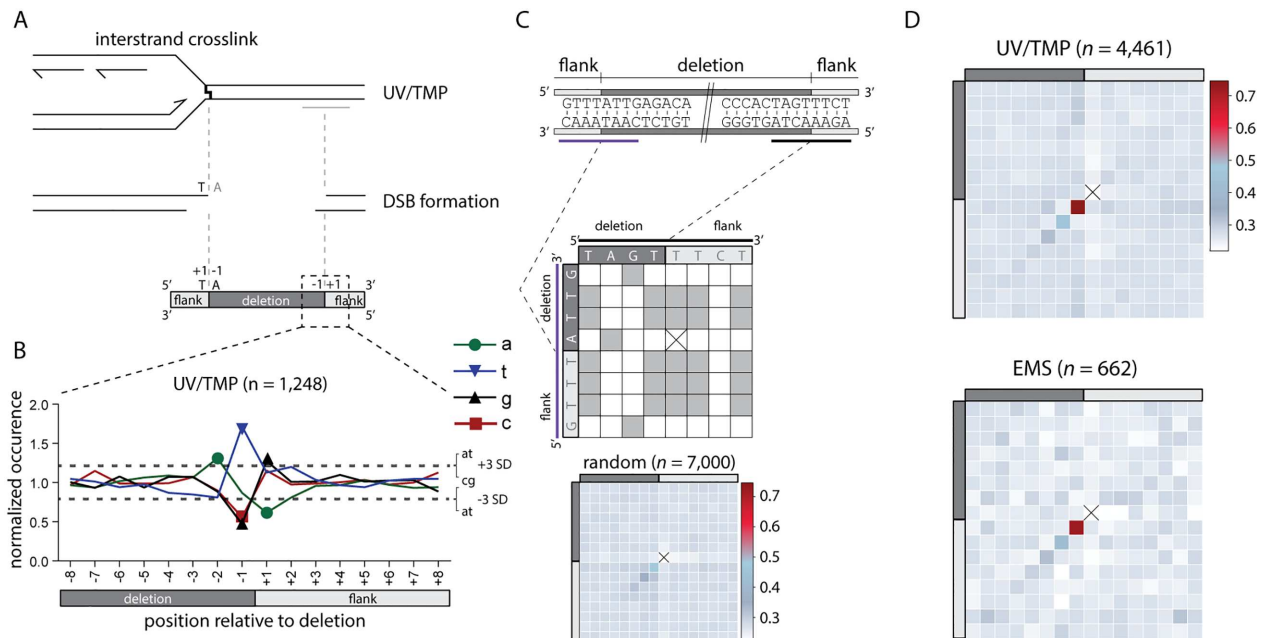 A
interstrand crosslink
UV/TMP
T A
DSB formation
+1 -1
T A
-1 +1
5′ 3′
flank deletion flank
3′ 5′
B
UV/TMP (n = 1,248)
a
t
g
c
normalized occurence
2.0
1.5
1.0
0.5
0.0
at
+3 SD
cg
-3 SD
at
-8 -7 -6 -5 -4 -3 -2 -1 +1 +2 +3 +4 +5 +6 +7 +8
deletion flank
position relative to deletion
C
flank deletion flank
5′ 3′
GTTTATTGAGACA CCCACTAGTTTCT
CAAATAACTCTGT GGGTGATCAAAGA
3′ 5′
deletion flank
5′ 3′
T A G T T T C T
3′
deletion
G T T A
flank
T T T G
5′
random (n = 7,000)
0.7
0.6
0.5
0.4
0.3
D
UV/TMP (n = 4,461)
0.7
0.6
0.5
0.4
0.3
EMS (n = 662)